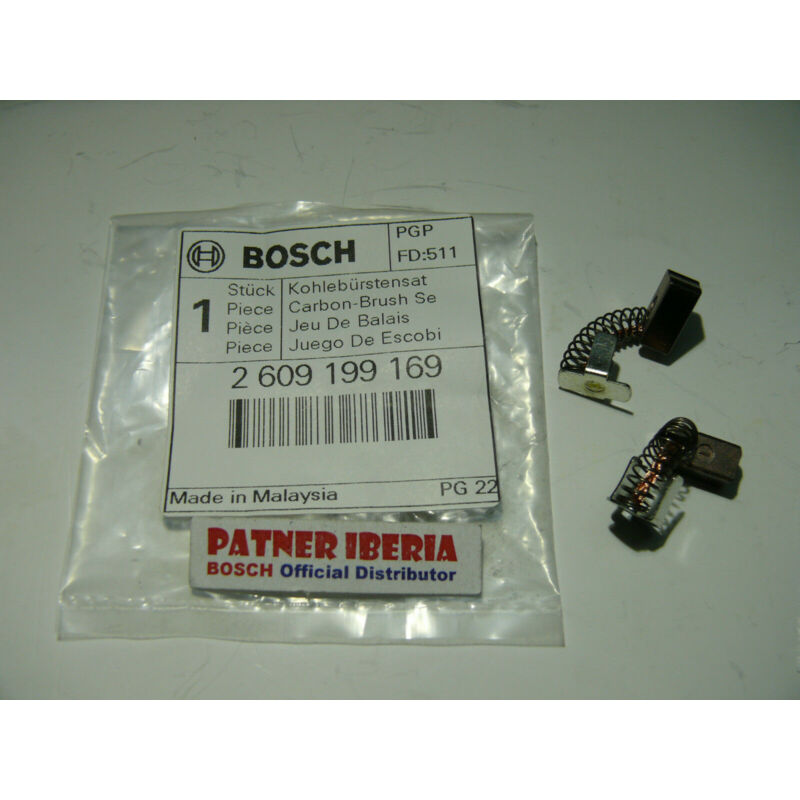 BOSCH
PGP
FD:511
1
Stück Kohlebürstensat
Piece Carbon-Brush Se
Pièce Jeu De Balais
Piece Juego De Escobi
2 609 199 169
Made in Malaysia PG 22
PATNER IBERIA
BOSCH Official Distributor